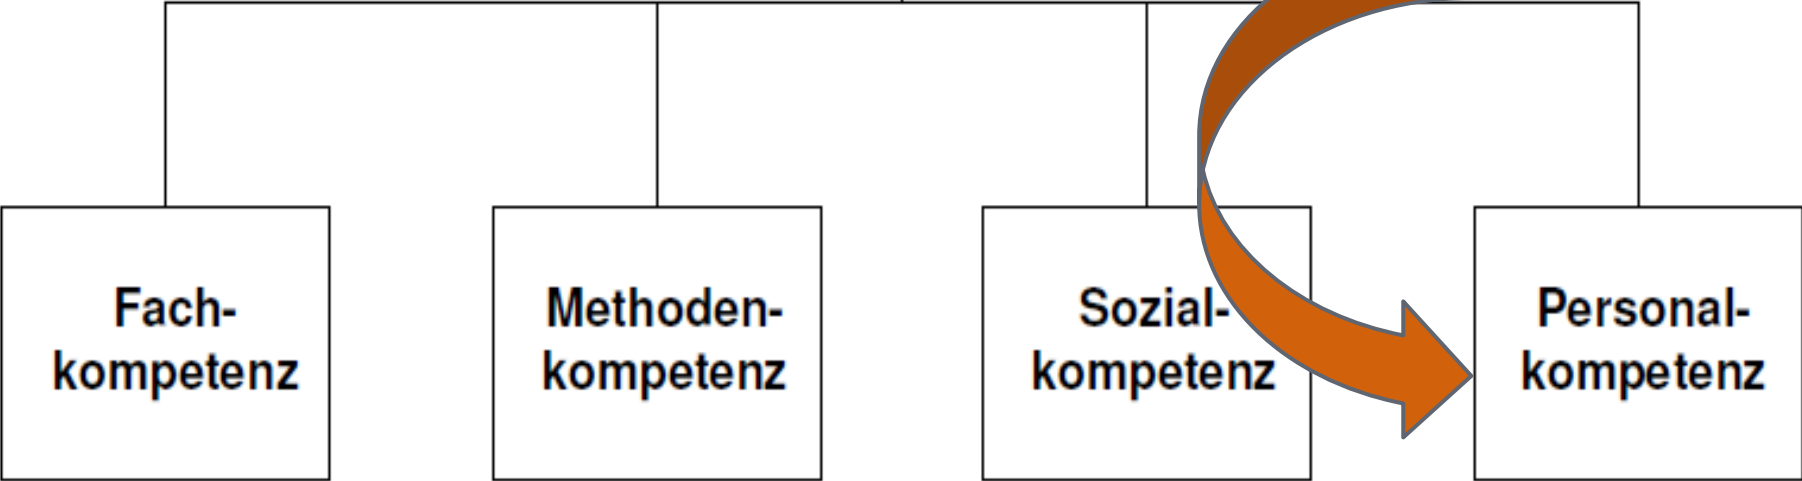 Fach-
kompetenz
Methoden-
kompetenz
Sozial-
kompetenz
Personal-
kompetenz